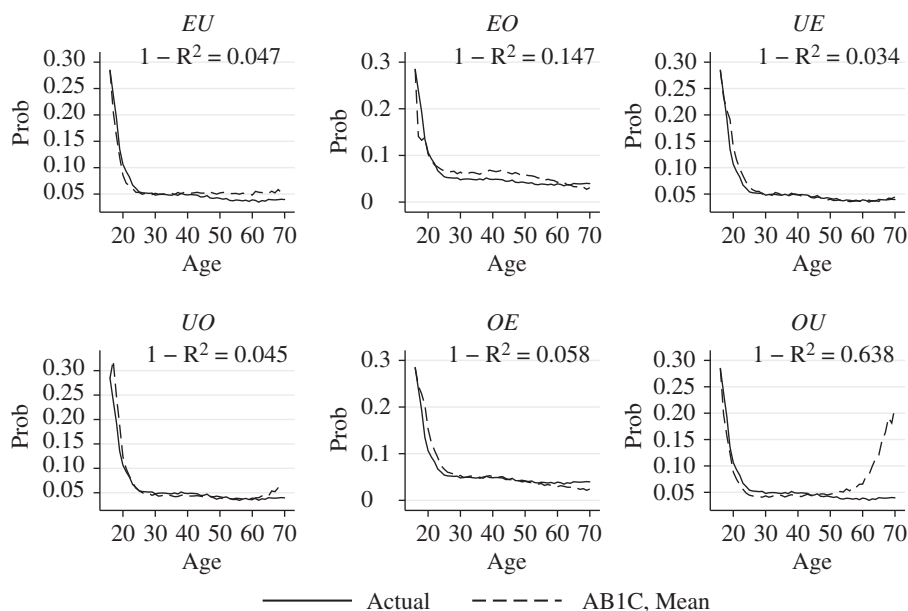 EU
1 − R² = 0.047
0.30
0.25
0.20
0.15
0.10
0.05
Prob
20 30 40 50 60 70
Age
EO
1 − R² = 0.147
0.3
0.2
0.1
0
Prob
20 30 40 50 60 70
Age
UE
1 − R² = 0.034
0.30
0.25
0.20
0.15
0.10
0.05
Prob
20 30 40 50 60 70
Age
UO
1 − R² = 0.045
0.30
0.25
0.20
0.15
0.10
0.05
Prob
20 30 40 50 60 70
Age
OE
1 − R² = 0.058
0.3
0.2
0.1
0
Prob
20 30 40 50 60 70
Age
OU
1 − R² = 0.638
0.30
0.25
0.20
0.15
0.10
0.05
Prob
20 30 40 50 60 70
Age
Actual AB1C, Mean